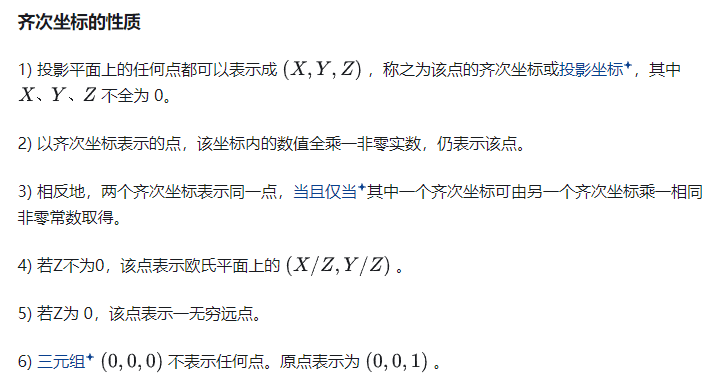 齐次坐标的性质
1) 投影平面上的任何点都可以表示成 (X, Y, Z) ，称之为该点的齐次坐标或投影坐标，其中
X、Y、Z 不全为 0。
2) 以齐次坐标表示的点，该坐标内的数值全乘一非零实数，仍表示该点。
3) 相反地，两个齐次坐标表示同一点，当且仅当其中一个齐次坐标可由另一个齐次坐标乘一相同
非零常数取得。
4) 若Z不为0，该点表示欧氏平面上的 (X/Z, Y/Z) 。
5) 若Z为 0，该点表示一无穷远点。
6) 三元组 (0, 0, 0) 不表示任何点。原点表示为 (0, 0, 1) 。